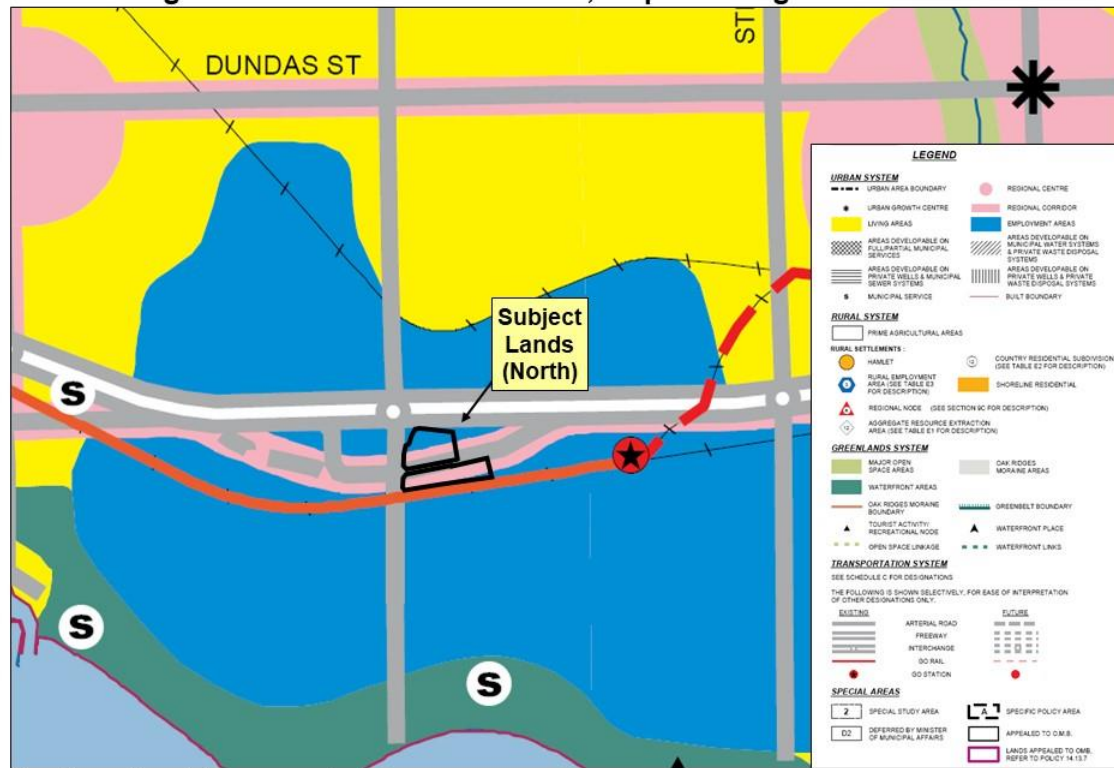 DUNDAS ST
Subject
Lands
(North)
S
S
S
LEGEND
URBAN SYSTEM
URBAN AREA BOUNDARY
REGIONAL CENTRE
URBAN GROWTH CENTRE
REGIONAL CORRIDOR
LIVING AREAS
EMPLOYMENT AREAS
AREAS DEVELOPABLE ON
FULL/PARTIAL MUNICIPAL
SERVICES
AREAS DEVELOPABLE ON
MUNICIPAL WATER SYSTEMS
& PRIVATE WASTE DISPOSAL
SYSTEMS
AREAS DEVELOPABLE ON
PRIVATE WELLS & MUNICIPAL
SEWER SYSTEMS
AREAS DEVELOPABLE ON
PRIVATE WELLS & PRIVATE
WASTE DISPOSAL SYSTEMS
S MUNICIPAL SERVICE
BUILT BOUNDARY
RURAL SYSTEM
PRIME AGRICULTURAL AREAS
RURAL SETTLEMENTS :
HAMLET
COUNTRY RESIDENTIAL SUBDIVISION
(SEE TABLE E2 FOR DESCRIPTION)
RURAL EMPLOYMENT
AREA (SEE TABLE E3
FOR DESCRIPTION)
SHORELINE RESIDENTIAL
REGIONAL NODE (SEE SECTION 9C FOR DESCRIPTION)
AGGREGATE RESOURCE EXTRACTION
AREA (SEE TABLE E1 FOR DESCRIPTION)
GREENLANDS SYSTEM
MAJOR OPEN
SPACE AREAS
OAK RIDGES
MORAINE AREAS
WATERFRONT AREAS
OAK RIDGES MORAINE
BOUNDARY
GREENBELT BOUNDARY
TOURIST ACTIVITY/
RECREATIONAL NODE
WATERFRONT PLACE
OPEN SPACE LINKAGE
WATERFRONT LINKS
TRANSPORTATION SYSTEM
SEE SCHEDULE C FOR DESIGNATIONS
THE FOLLOWING IS SHOWN SELECTIVELY, FOR EASE OF INTERPRETATION
OF OTHER DESIGNATIONS ONLY.
EXISTING
FUTURE
ARTERIAL ROAD
FREEWAY
INTERCHANGE
GO RAIL
GO STATION
SPECIAL AREAS
2 SPECIAL STUDY AREA
A SPECIFIC POLICY AREA
D2 DEFERRED BY MINISTER
OF MUNICIPAL AFFAIRS
APPEALED TO O.M.B.
LANDS APPEALED TO OMB,
REFER TO POLICY 14.13.7